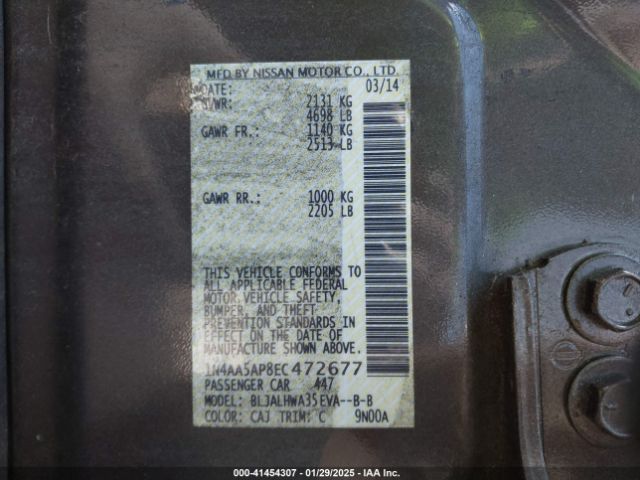 MFD BY NISSAN MOTOR CO., LTD.
DATE: 03/14
GVWR: 2131 KG
4698 LB
GAWR FR.: 1140 KG
2513 LB
GAWR RR.: 1000 KG
2205 LB
THIS VEHICLE CONFORMS TO
ALL APPLICABLE FEDERAL
MOTOR VEHICLE SAFETY,
BUMPER, AND THEFT
PREVENTION STANDARDS IN
EFFECT ON THE DATE OF
MANUFACTURE SHOWN ABOVE.
1N4AA5AP8EC472677
PASSENGER CAR 447
MODEL: BLJALHWA35EVA--B-B
COLOR: CAJ TRIM: C 9N00A
000-41454307 | 01/29/2025 | IAA Inc.